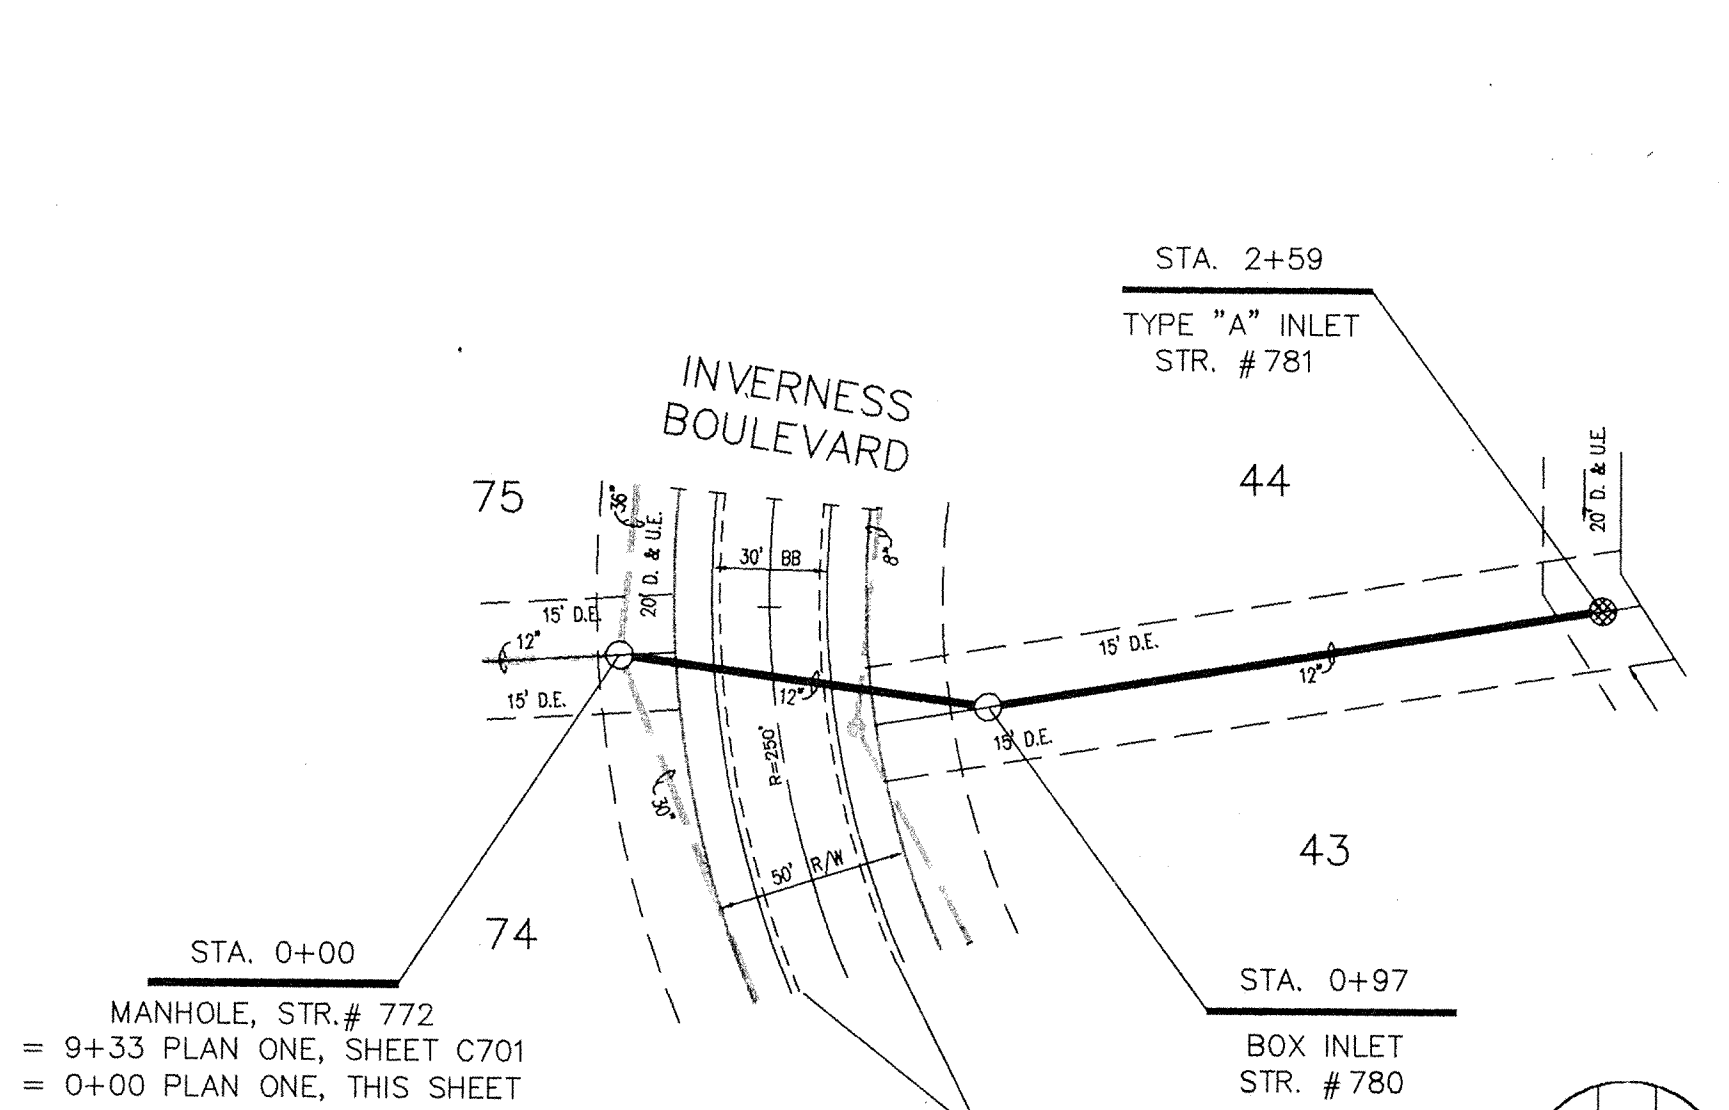 STA. 2+59
TYPE "A" INLET
STR. #781
INVERNESS
BOULEVARD
75
44
36"
20' D. & U.E.
8"
20' D. & U.E.
30' BB
15' D.E.
12"
15' D.E.
15' D.E.
12"
12"
15' D.E.
R=250'
30"
50' R/W
43
74
STA. 0+00
MANHOLE, STR.# 772
= 9+33 PLAN ONE, SHEET C701
= 0+00 PLAN ONE, THIS SHEET
STA. 0+97
BOX INLET
STR. #780